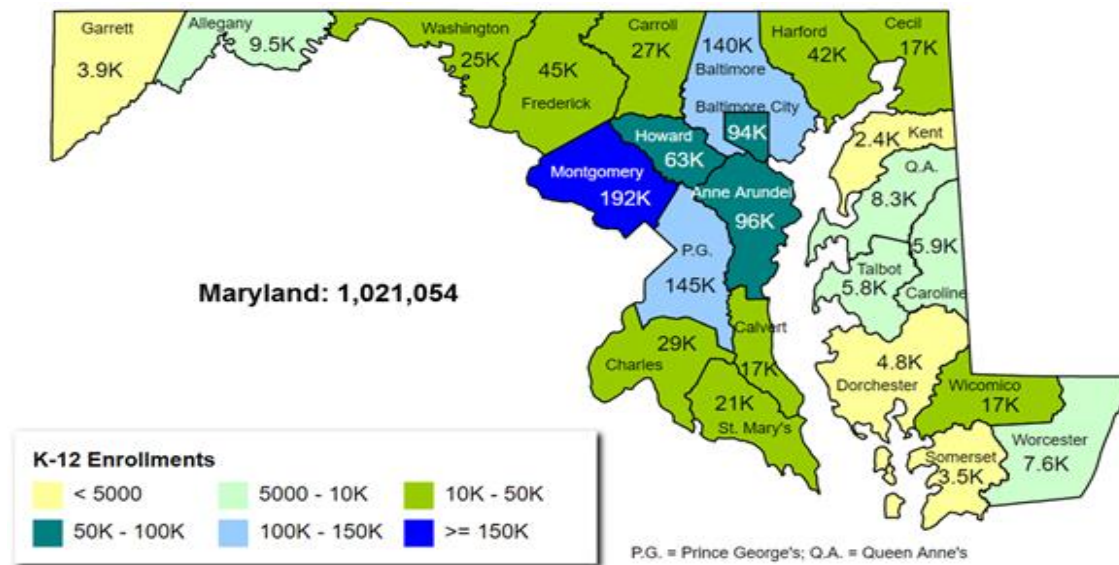 Garrett
3.9K
Allegany
9.5K
Washington
25K
Frederick
45K
Carroll
27K
140K
Baltimore
Baltimore City
94K
Harford
42K
Cecil
17K
Howard
63K
Montgomery
192K
Anne Arundel
96K
Kent
2.4K
Q.A.
8.3K
5.9K
Caroline
Talbot
5.8K
P.G.
145K
Maryland: 1,021,054
Calvert
17K
29K
Charles
21K
St. Mary's
4.8K
Dorchester
Wicomico
17K
Worcester
7.6K
Somerset
3.5K
K-12 Enrollments
< 5000
5000 - 10K
10K - 50K
50K - 100K
100K - 150K
>= 150K
P.G. = Prince George's; Q.A. = Queen Anne's